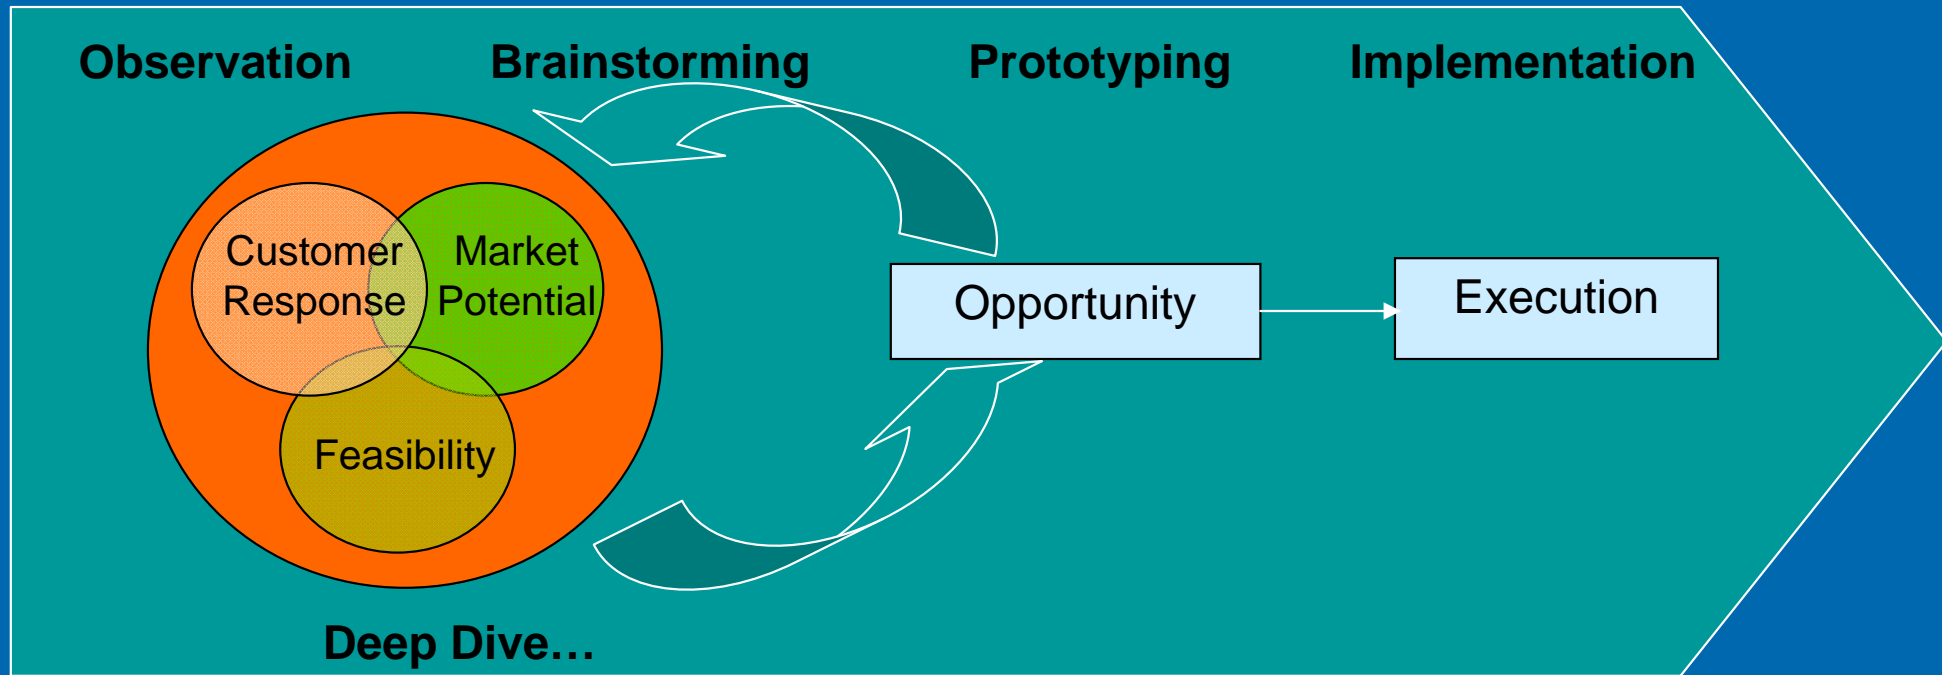 Observation Brainstorming Prototyping Implementation
Customer
Response
Market
Potential
Feasibility
Opportunity
Execution
Deep Dive…